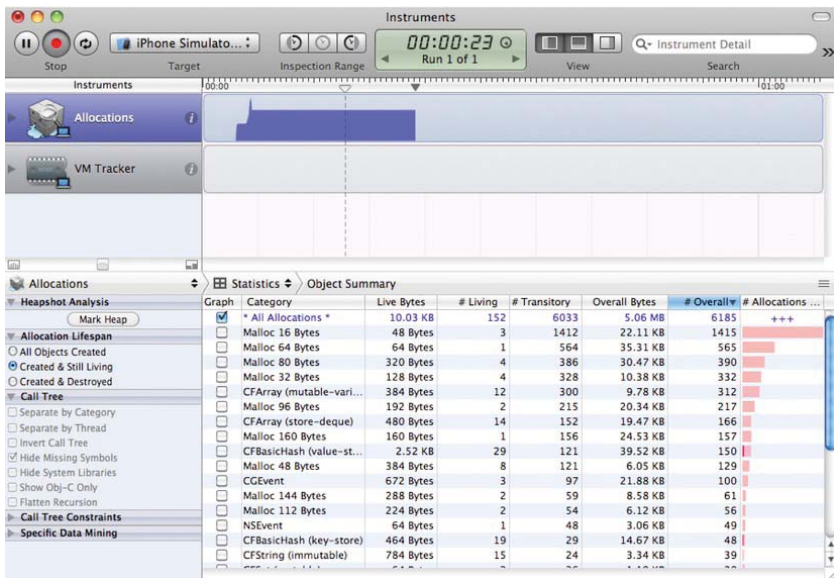 Instruments
iPhone Simulato...
00:00:23
Run 1 of 1
Instrument Detail
Stop
Target
Inspection Range
View
Search
Instruments
00:00
01:00
Allocations
VM Tracker
Allocations
Statistics
Object Summary
Heapshot Analysis
Mark Heap
Allocation Lifespan
All Objects Created
Created & Still Living
Created & Destroyed
Call Tree
Separate by Category
Separate by Thread
Invert Call Tree
Hide Missing Symbols
Hide System Libraries
Show Obj-C Only
Flatten Recursion
Call Tree Constraints
Specific Data Mining
Graph Category Live Bytes # Living # Transitory Overall Bytes # Overall # Allocations ...
* All Allocations * 10.03 KB 152 6033 5.06 MB 6185 +++
Malloc 16 Bytes 48 Bytes 3 1412 22.11 KB 1415
Malloc 64 Bytes 64 Bytes 1 564 35.31 KB 565
Malloc 80 Bytes 320 Bytes 4 386 30.47 KB 390
Malloc 32 Bytes 128 Bytes 4 328 10.38 KB 332
CFArray (mutable-vari... 384 Bytes 12 300 9.78 KB 312
Malloc 96 Bytes 192 Bytes 2 215 20.34 KB 217
CFArray (store-deque) 480 Bytes 14 152 19.47 KB 166
Malloc 160 Bytes 160 Bytes 1 156 24.53 KB 157
CFBasicHash (value-st... 2.52 KB 29 121 39.52 KB 150
Malloc 48 Bytes 384 Bytes 8 121 6.05 KB 129
CGEvent 672 Bytes 3 97 21.88 KB 100
Malloc 144 Bytes 288 Bytes 2 59 8.58 KB 61
Malloc 112 Bytes 224 Bytes 2 54 6.12 KB 56
NSEvent 64 Bytes 1 48 3.06 KB 49
CFBasicHash (key-store) 464 Bytes 19 29 14.67 KB 48
CFString (immutable) 784 Bytes 15 24 3.34 KB 39